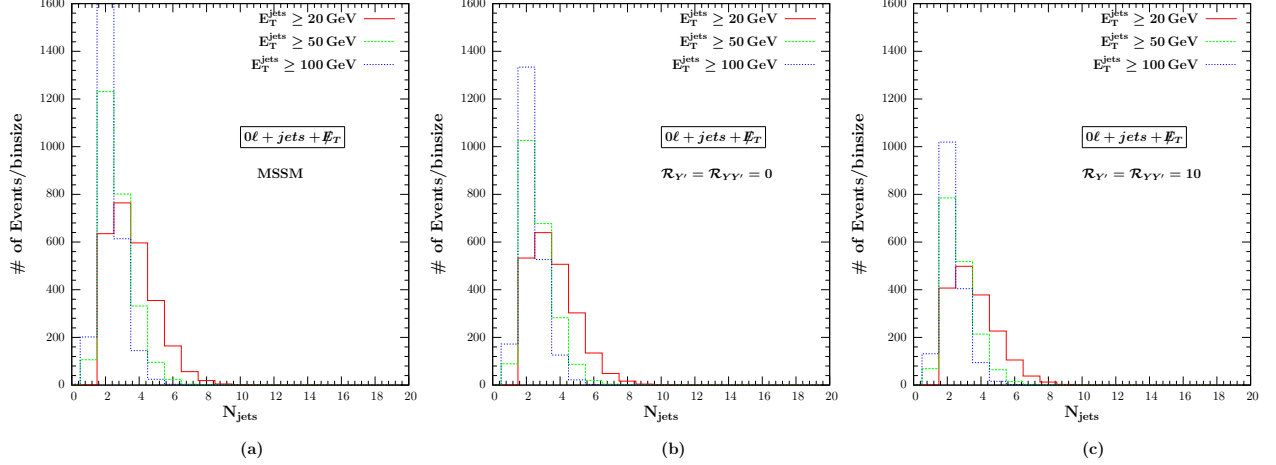 E_T^jets ≥ 20 GeV
E_T^jets ≥ 50 GeV
E_T^jets ≥ 100 GeV
0ℓ + jets + E̸_T
MSSM
# of Events/binsize
1600
1400
1200
1000
800
600
400
200
0
0 2 4 6 8 10 12 14 16 18 20
N_jets
(a)
E_T^jets ≥ 20 GeV
E_T^jets ≥ 50 GeV
E_T^jets ≥ 100 GeV
0ℓ + jets + E̸_T
ℛ_Y′ = ℛ_YY′ = 0
# of Events/binsize
1600
1400
1200
1000
800
600
400
200
0
0 2 4 6 8 10 12 14 16 18 20
N_jets
(b)
E_T^jets ≥ 20 GeV
E_T^jets ≥ 50 GeV
E_T^jets ≥ 100 GeV
0ℓ + jets + E̸_T
ℛ_Y′ = ℛ_YY′ = 10
# of Events/binsize
1600
1400
1200
1000
800
600
400
200
0
0 2 4 6 8 10 12 14 16 18 20
N_jets
(c)